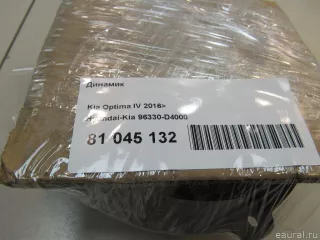 Динамик
Kia Optima IV 2016>
Hyundai-Kia 96330-D4000
81 045 132
eaural.ru